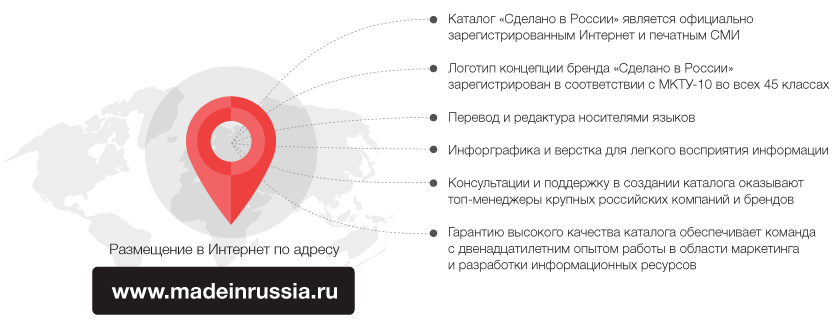 Каталог «Сделано в России» является официально
зарегистрированным Интернет и печатным СМИ
Логотип концепции бренда «Сделано в России»
зарегистрирован в соответствии с МКТУ-10 во всех 45 классах
Перевод и редактура носителями языков
Инфорграфика и верстка для легкого восприятия информации
Консультации и поддержку в создании каталога оказывают
топ-менеджеры крупных российских компаний и брендов
Гарантию высокого качества каталога обеспечивает команда
с двенадцатилетним опытом работы в области маркетинга
и разработки информационных ресурсов
Размещение в Интернет по адресу
www.madeinrussia.ru